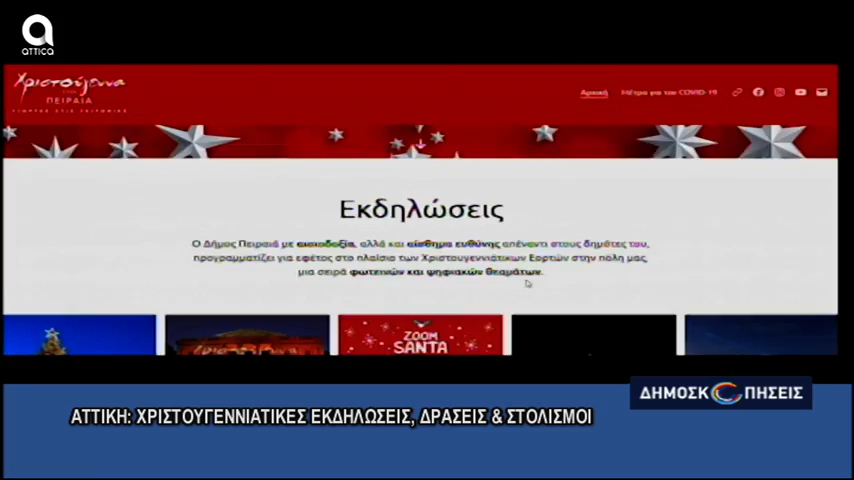 attica
Χριστούγεννα
ΣΤΟΝ
ΠΕΙΡΑΙΑ
Αρχική
Μέτρα για τον COVID-19
Εκδηλώσεις
Ο Δήμος Πειραιά με αισιοδοξία, αλλά και αίσθημα ευθύνης απέναντι στους δημότες του,
προγραμματίζει για εφέτος στο πλαίσιο των Χριστουγεννιάτικων Εορτών στην πόλη μας,
μια σειρά φωτεινών και ψηφιακών θεαμάτων.
ZOOM
SANTA
ΔΗΜΟΣΚΟΠΗΣΕΙΣ
ΑΤΤΙΚΗ: ΧΡΙΣΤΟΥΓΕΝΝΙΑΤΙΚΕΣ ΕΚΔΗΛΩΣΕΙΣ, ΔΡΑΣΕΙΣ & ΣΤΟΛΙΣΜΟΙ